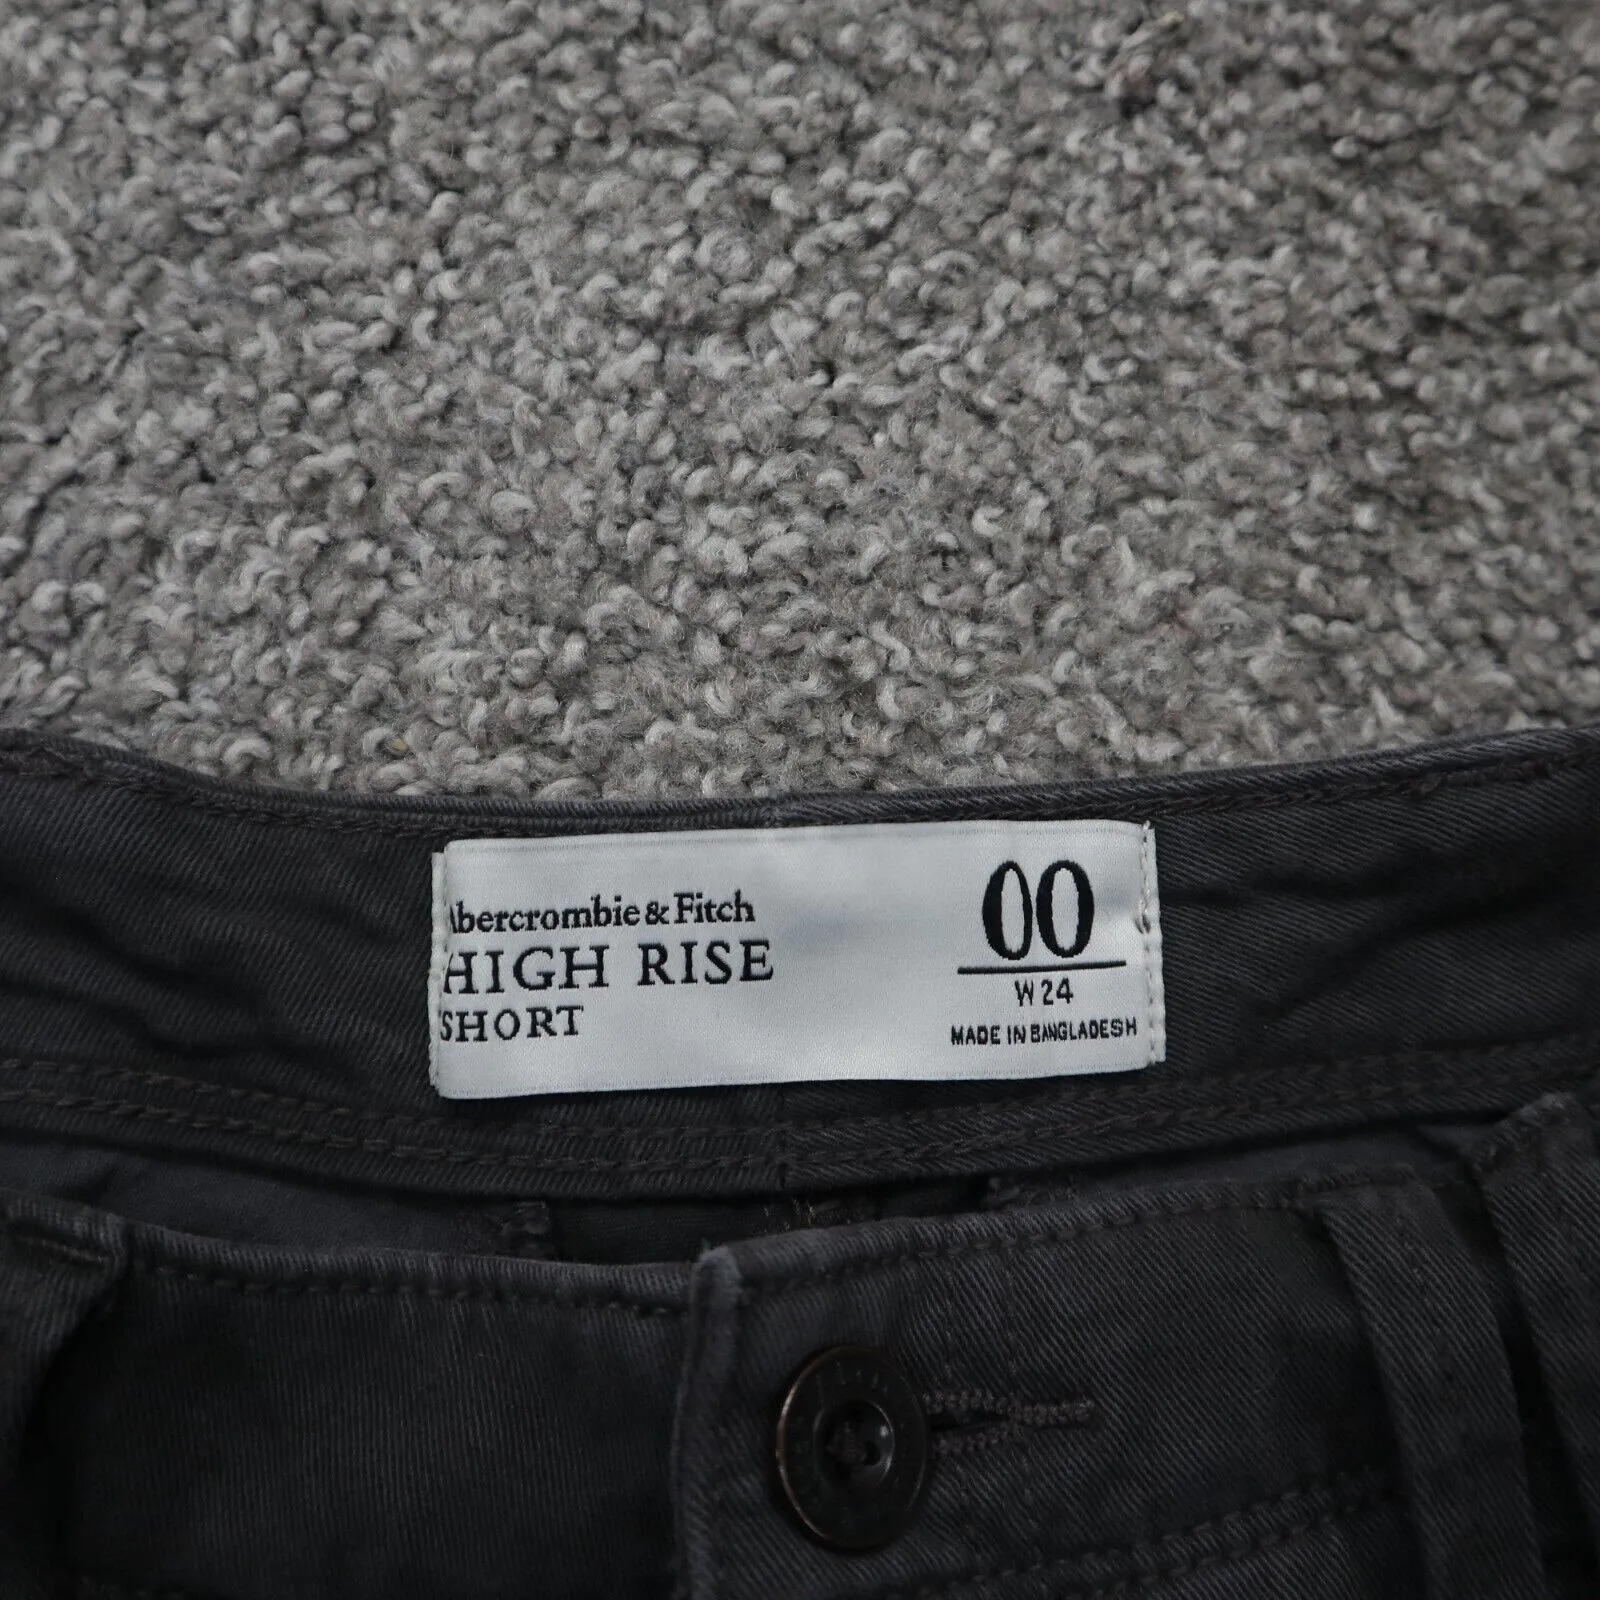 Abercrombie & Fitch
HIGH RISE
SHORT
00
W 24
MADE IN BANGLADESH